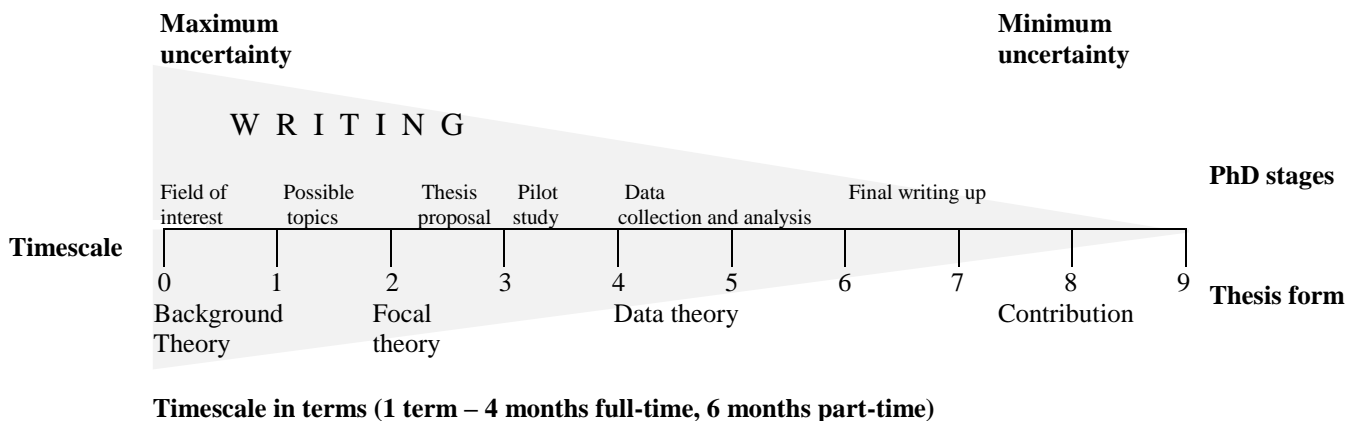 Maximum uncertainty
Minimum uncertainty
W R I T I N G
PhD stages
Field of interest
Possible topics
Thesis proposal
Pilot study
Data collection and analysis
Final writing up
Timescale
0 1 2 3 4 5 6 7 8 9
Thesis form
Background Theory
Focal theory
Data theory
Contribution
Timescale in terms (1 term – 4 months full-time, 6 months part-time)